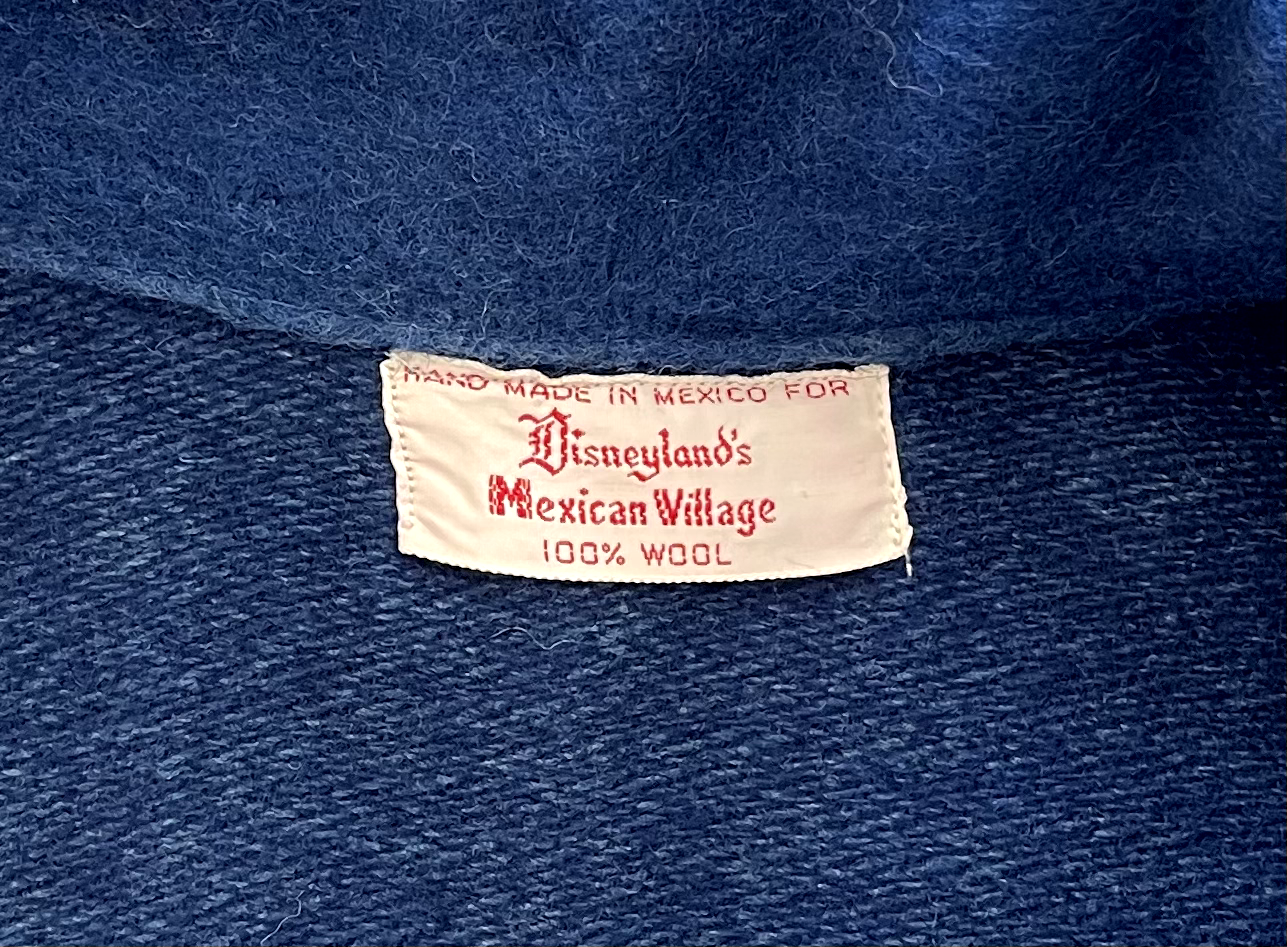 HAND MADE IN MEXICO FOR
Disneyland's
Mexican Village
100% WOOL